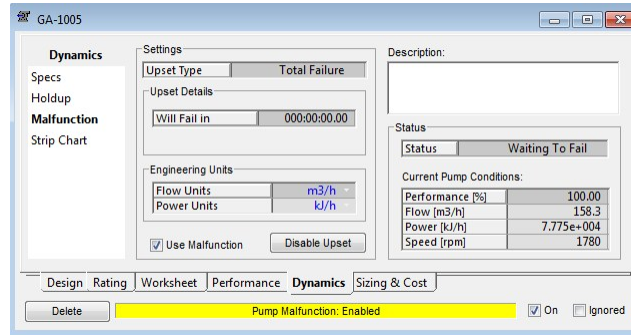 GA-1005
Dynamics
Specs
Holdup
Malfunction
Strip Chart
Settings
Upset Type Total Failure
Upset Details
Will Fail in 000:00:00.00
Engineering Units
Flow Units m3/h
Power Units kJ/h
Use Malfunction Disable Upset
Description:
Status
Status Waiting To Fail
Current Pump Conditions:
Performance [%] 100.00
Flow [m3/h] 158.3
Power [kJ/h] 7.775e+004
Speed [rpm] 1780
Design Rating Worksheet Performance Dynamics Sizing & Cost
Delete Pump Malfunction: Enabled On Ignored